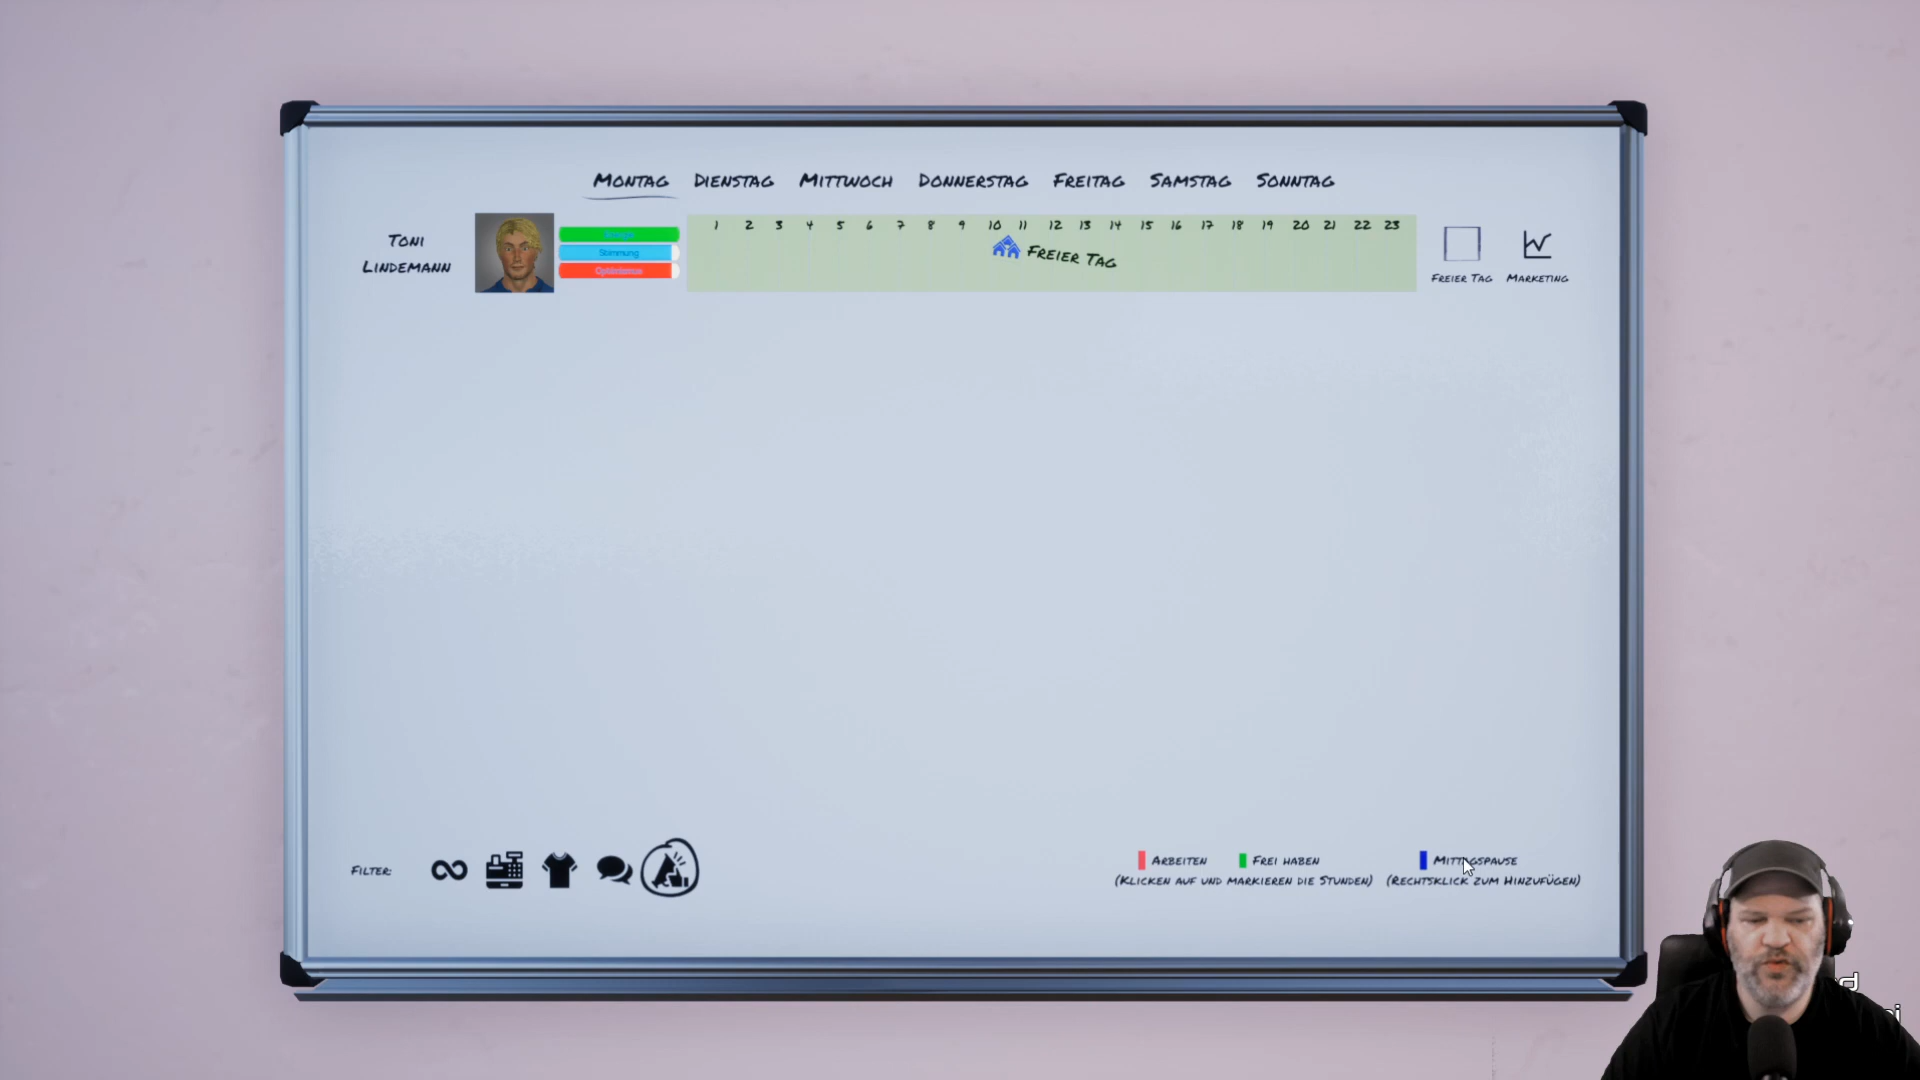 Montag Dienstag Mittwoch Donnerstag Freitag Samstag Sonntag
Toni
Lindemann
Stimmung
Optimismus
1 2 3 4 5 6 7 8 9 10 11 12 13 14 15 16 17 18 19 20 21 22 23
Freier Tag
Freier Tag
Marketing
Filter:
Arbeiten
Frei haben
Mittagspause
(Klicken auf und markieren die Stunden)
(Rechtsklick zum Hinzufügen)